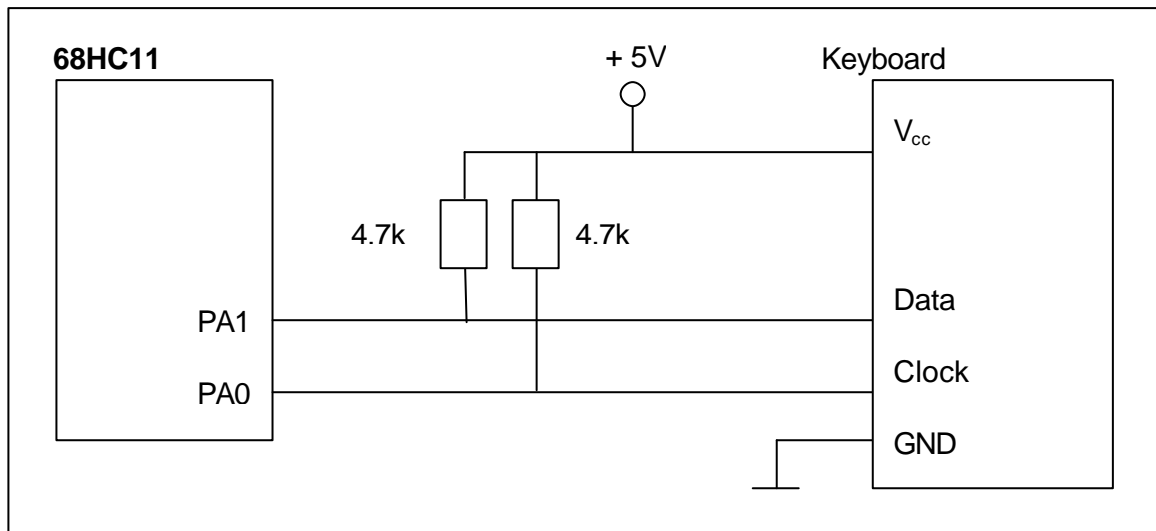 68HC11
+ 5V
Keyboard
Vcc
4.7k
4.7k
Data
PA1
Clock
PA0
GND